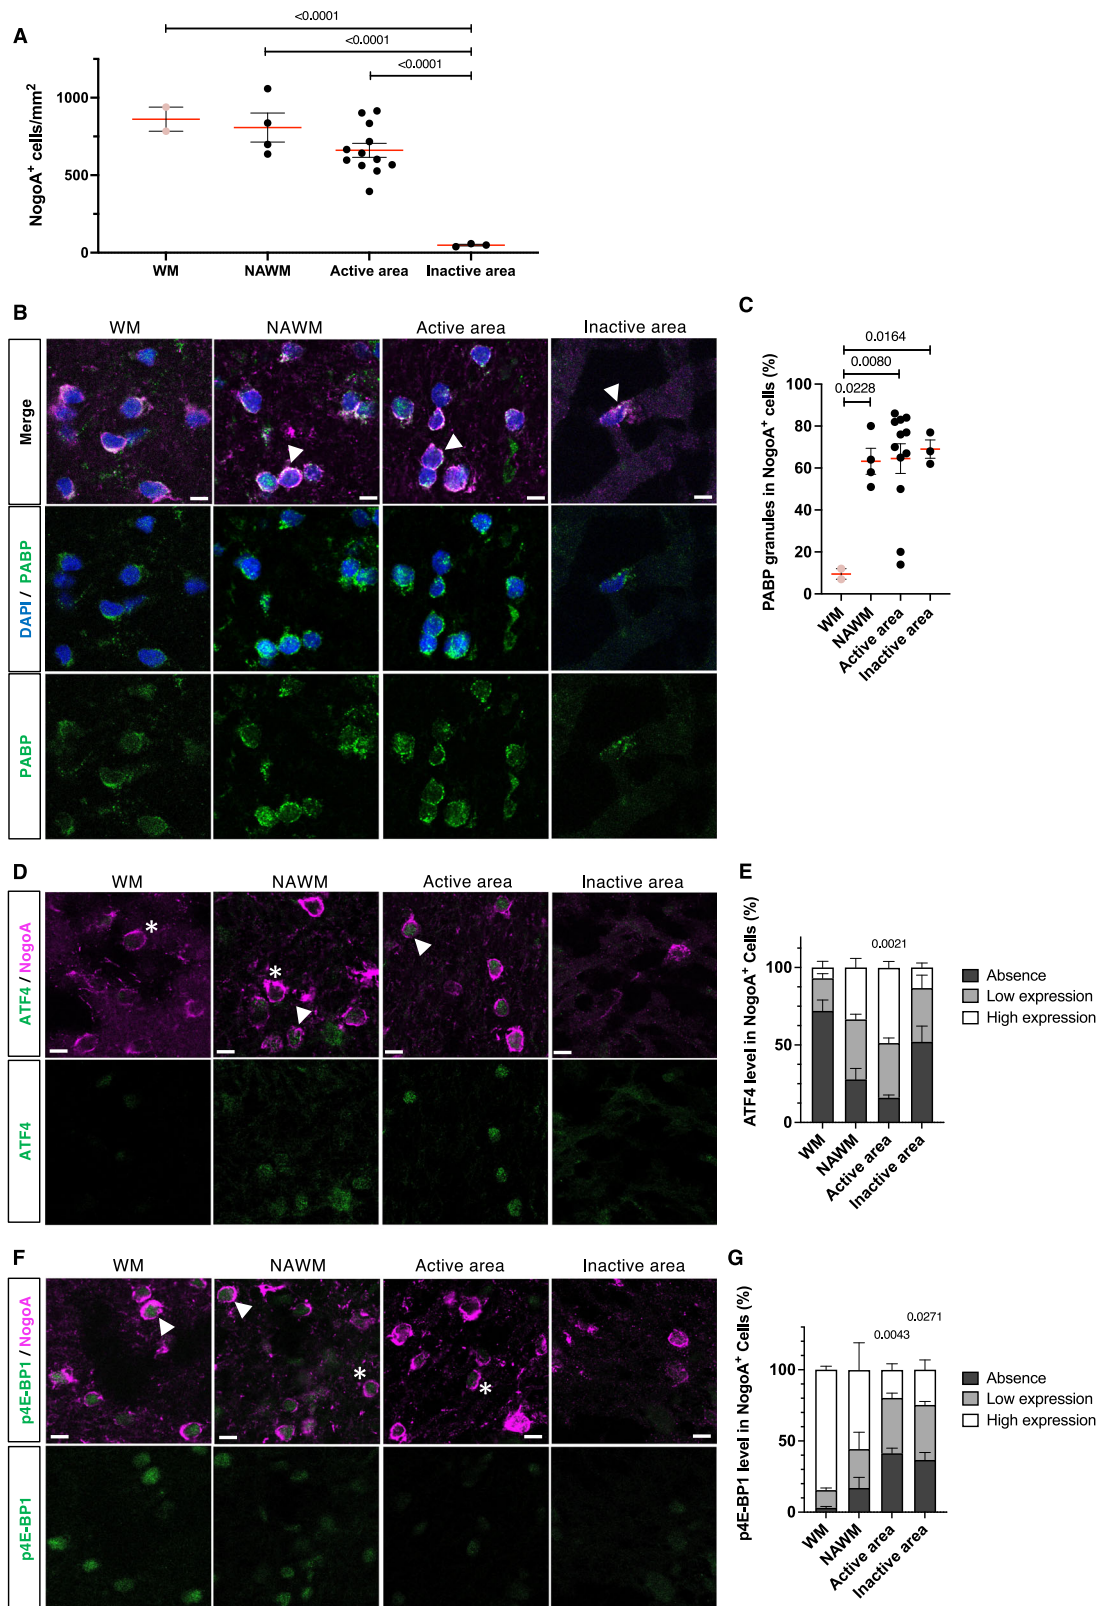 A
<0.0001
<0.0001
<0.0001
NogoA+ cells/mm2
1000
500
0
WM NAWM Active area Inactive area
B
WM NAWM Active area Inactive area
Merge
DAPI / PABP
PABP
C
0.0164
0.0080
0.0228
PABP granules in NogoA+ cells (%)
100
80
60
40
20
0
WM
NAWM
Active area
Inactive area
D
WM NAWM Active area Inactive area
ATF4 / NogoA
* *
ATF4
E
ATF4 level in NogoA+ Cells (%)
0.0021
100
50
0
WM
NAWM
Active area
Inactive area
Absence
Low expression
High expression
F
WM NAWM Active area Inactive area
p4E-BP1 / NogoA
* *
p4E-BP1
G
p4E-BP1 level in NogoA+ Cells (%)
0.0271
0.0043
100
50
0
WM
NAWM
Active area
Inactive area
Absence
Low expression
High expression